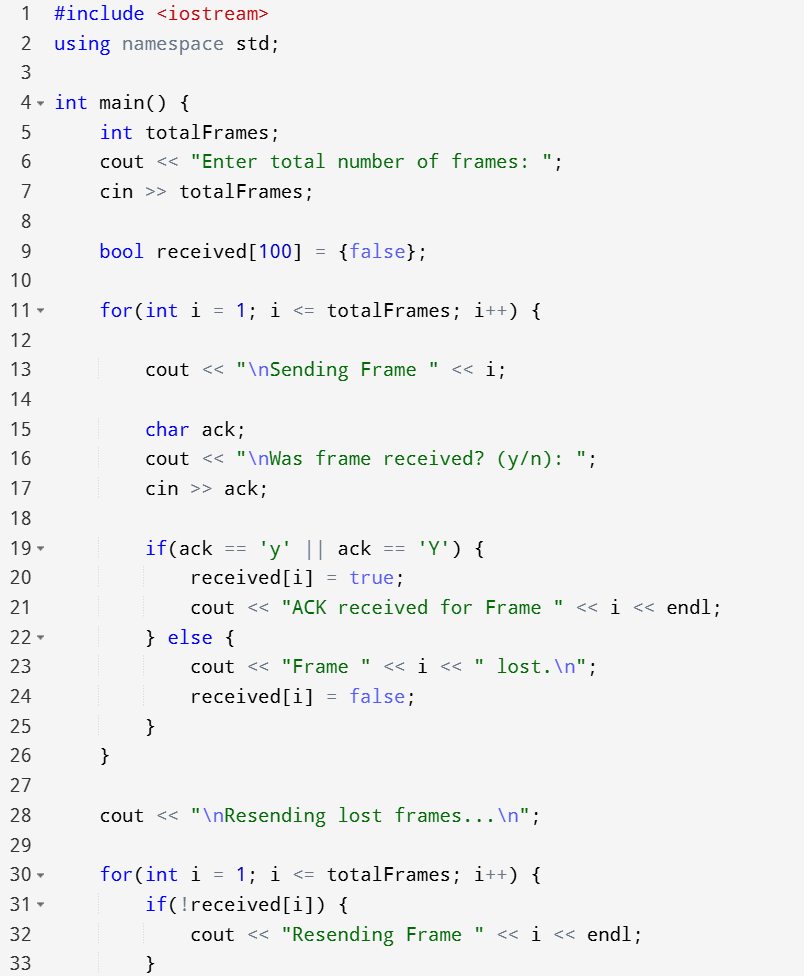 1 #include <iostream>
2 using namespace std;
3
4 int main() {
5     int totalFrames;
6     cout << "Enter total number of frames: ";
7     cin >> totalFrames;
8
9     bool received[100] = {false};
10
11     for(int i = 1; i <= totalFrames; i++) {
12
13         cout << "\nSending Frame " << i;
14
15         char ack;
16         cout << "\nWas frame received? (y/n): ";
17         cin >> ack;
18
19         if(ack == 'y' || ack == 'Y') {
20             received[i] = true;
21             cout << "ACK received for Frame " << i << endl;
22         } else {
23             cout << "Frame " << i << " lost.\n";
24             received[i] = false;
25         }
26     }
27
28     cout << "\nResending lost frames...\n";
29
30     for(int i = 1; i <= totalFrames; i++) {
31         if(!received[i]) {
32             cout << "Resending Frame " << i << endl;
33         }